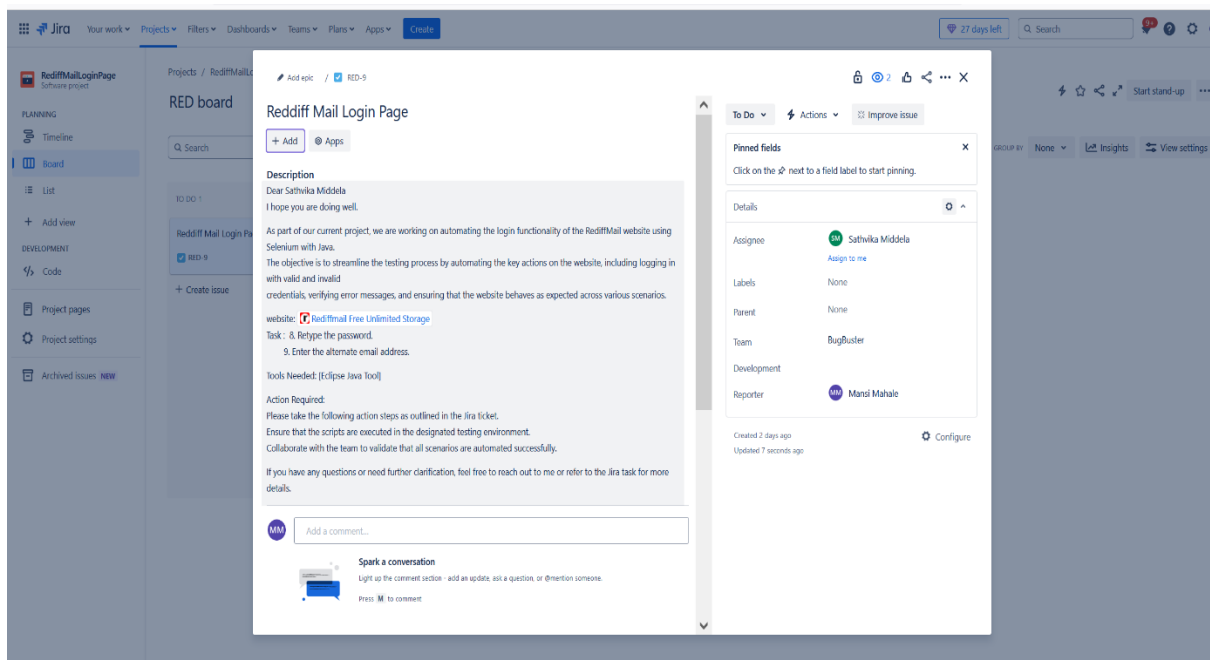 Jira Your work Projects Filters Dashboards Teams Plans Apps Create 27 days left Search 9+
RediffMailLoginPage
Software project
PLANNING
Timeline
Board
List
Add view
DEVELOPMENT
Code
Project pages
Project settings
Archived issues NEW
Projects / RediffMailLo
RED board
Search
TO DO 1
Reddiff Mail Login Pa
RED-9
+ Create issue
Add epic / RED-9
2
Reddiff Mail Login Page
+ Add Apps
Description
Dear Sathvika Middela
I hope you are doing well.
As part of our current project, we are working on automating the login functionality of the RediffMail website using
Selenium with Java.
The objective is to streamline the testing process by automating the key actions on the website, including logging in
with valid and invalid
credentials, verifying error messages, and ensuring that the website behaves as expected across various scenarios.
website: Rediffmail Free Unlimited Storage
Task : 8. Retype the password.
9. Enter the alternate email address.
Tools Needed: [Eclipse Java Tool]
Action Required:
Please take the following action steps as outlined in the Jira ticket.
Ensure that the scripts are executed in the designated testing environment.
Collaborate with the team to validate that all scenarios are automated successfully.
If you have any questions or need further clarification, feel free to reach out to me or refer to the Jira task for more
details.
MM Add a comment...
Spark a conversation
Light up the comment section - add an update, ask a question, or @mention someone.
Press M to comment
To Do Actions Improve issue
Pinned fields
Click on the next to a field label to start pinning.
Details
Assignee SM Sathvika Middela
Assign to me
Labels None
Parent None
Team BugBuster
Development
Reporter MM Mansi Mahale
Created 2 days ago Configure
Updated 7 seconds ago
Start stand-up
GROUP BY None Insights View settings